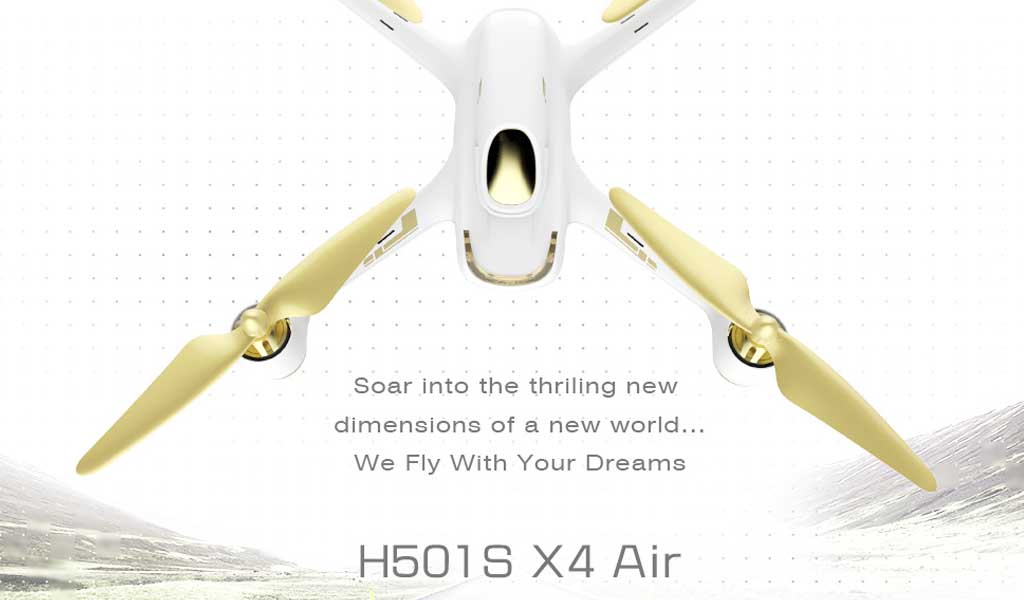 Soar into the thriling new
dimensions of a new world...
We Fly With Your Dreams
H501S X4 Air